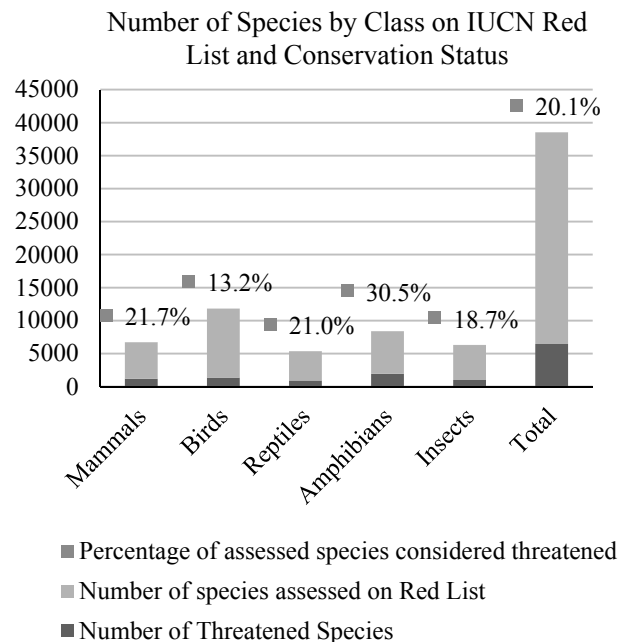 Number of Species by Class on IUCN Red
List and Conservation Status
45000
40000
35000
30000
25000
20000
15000
10000
5000
0
21.7%
13.2%
21.0%
30.5%
18.7%
20.1%
Mammals
Birds
Reptiles
Amphibians
Insects
Total
Percentage of assessed species considered threatened
Number of species assessed on Red List
Number of Threatened Species